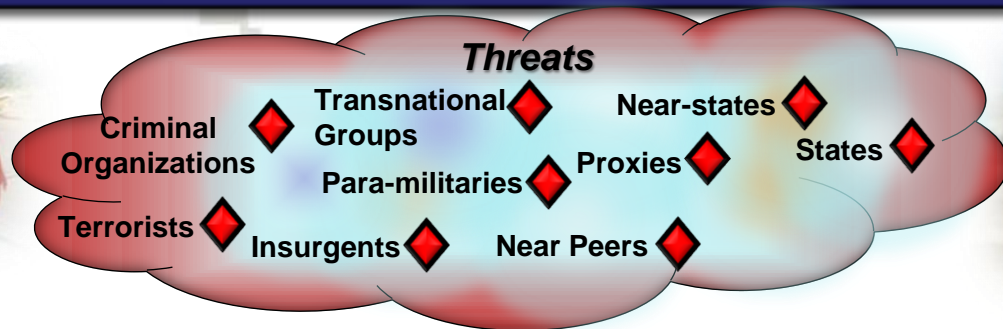 Threats
Transnational
Groups
Near-states
Criminal
Organizations
Proxies
States
Para-militaries
Terrorists
Insurgents
Near Peers